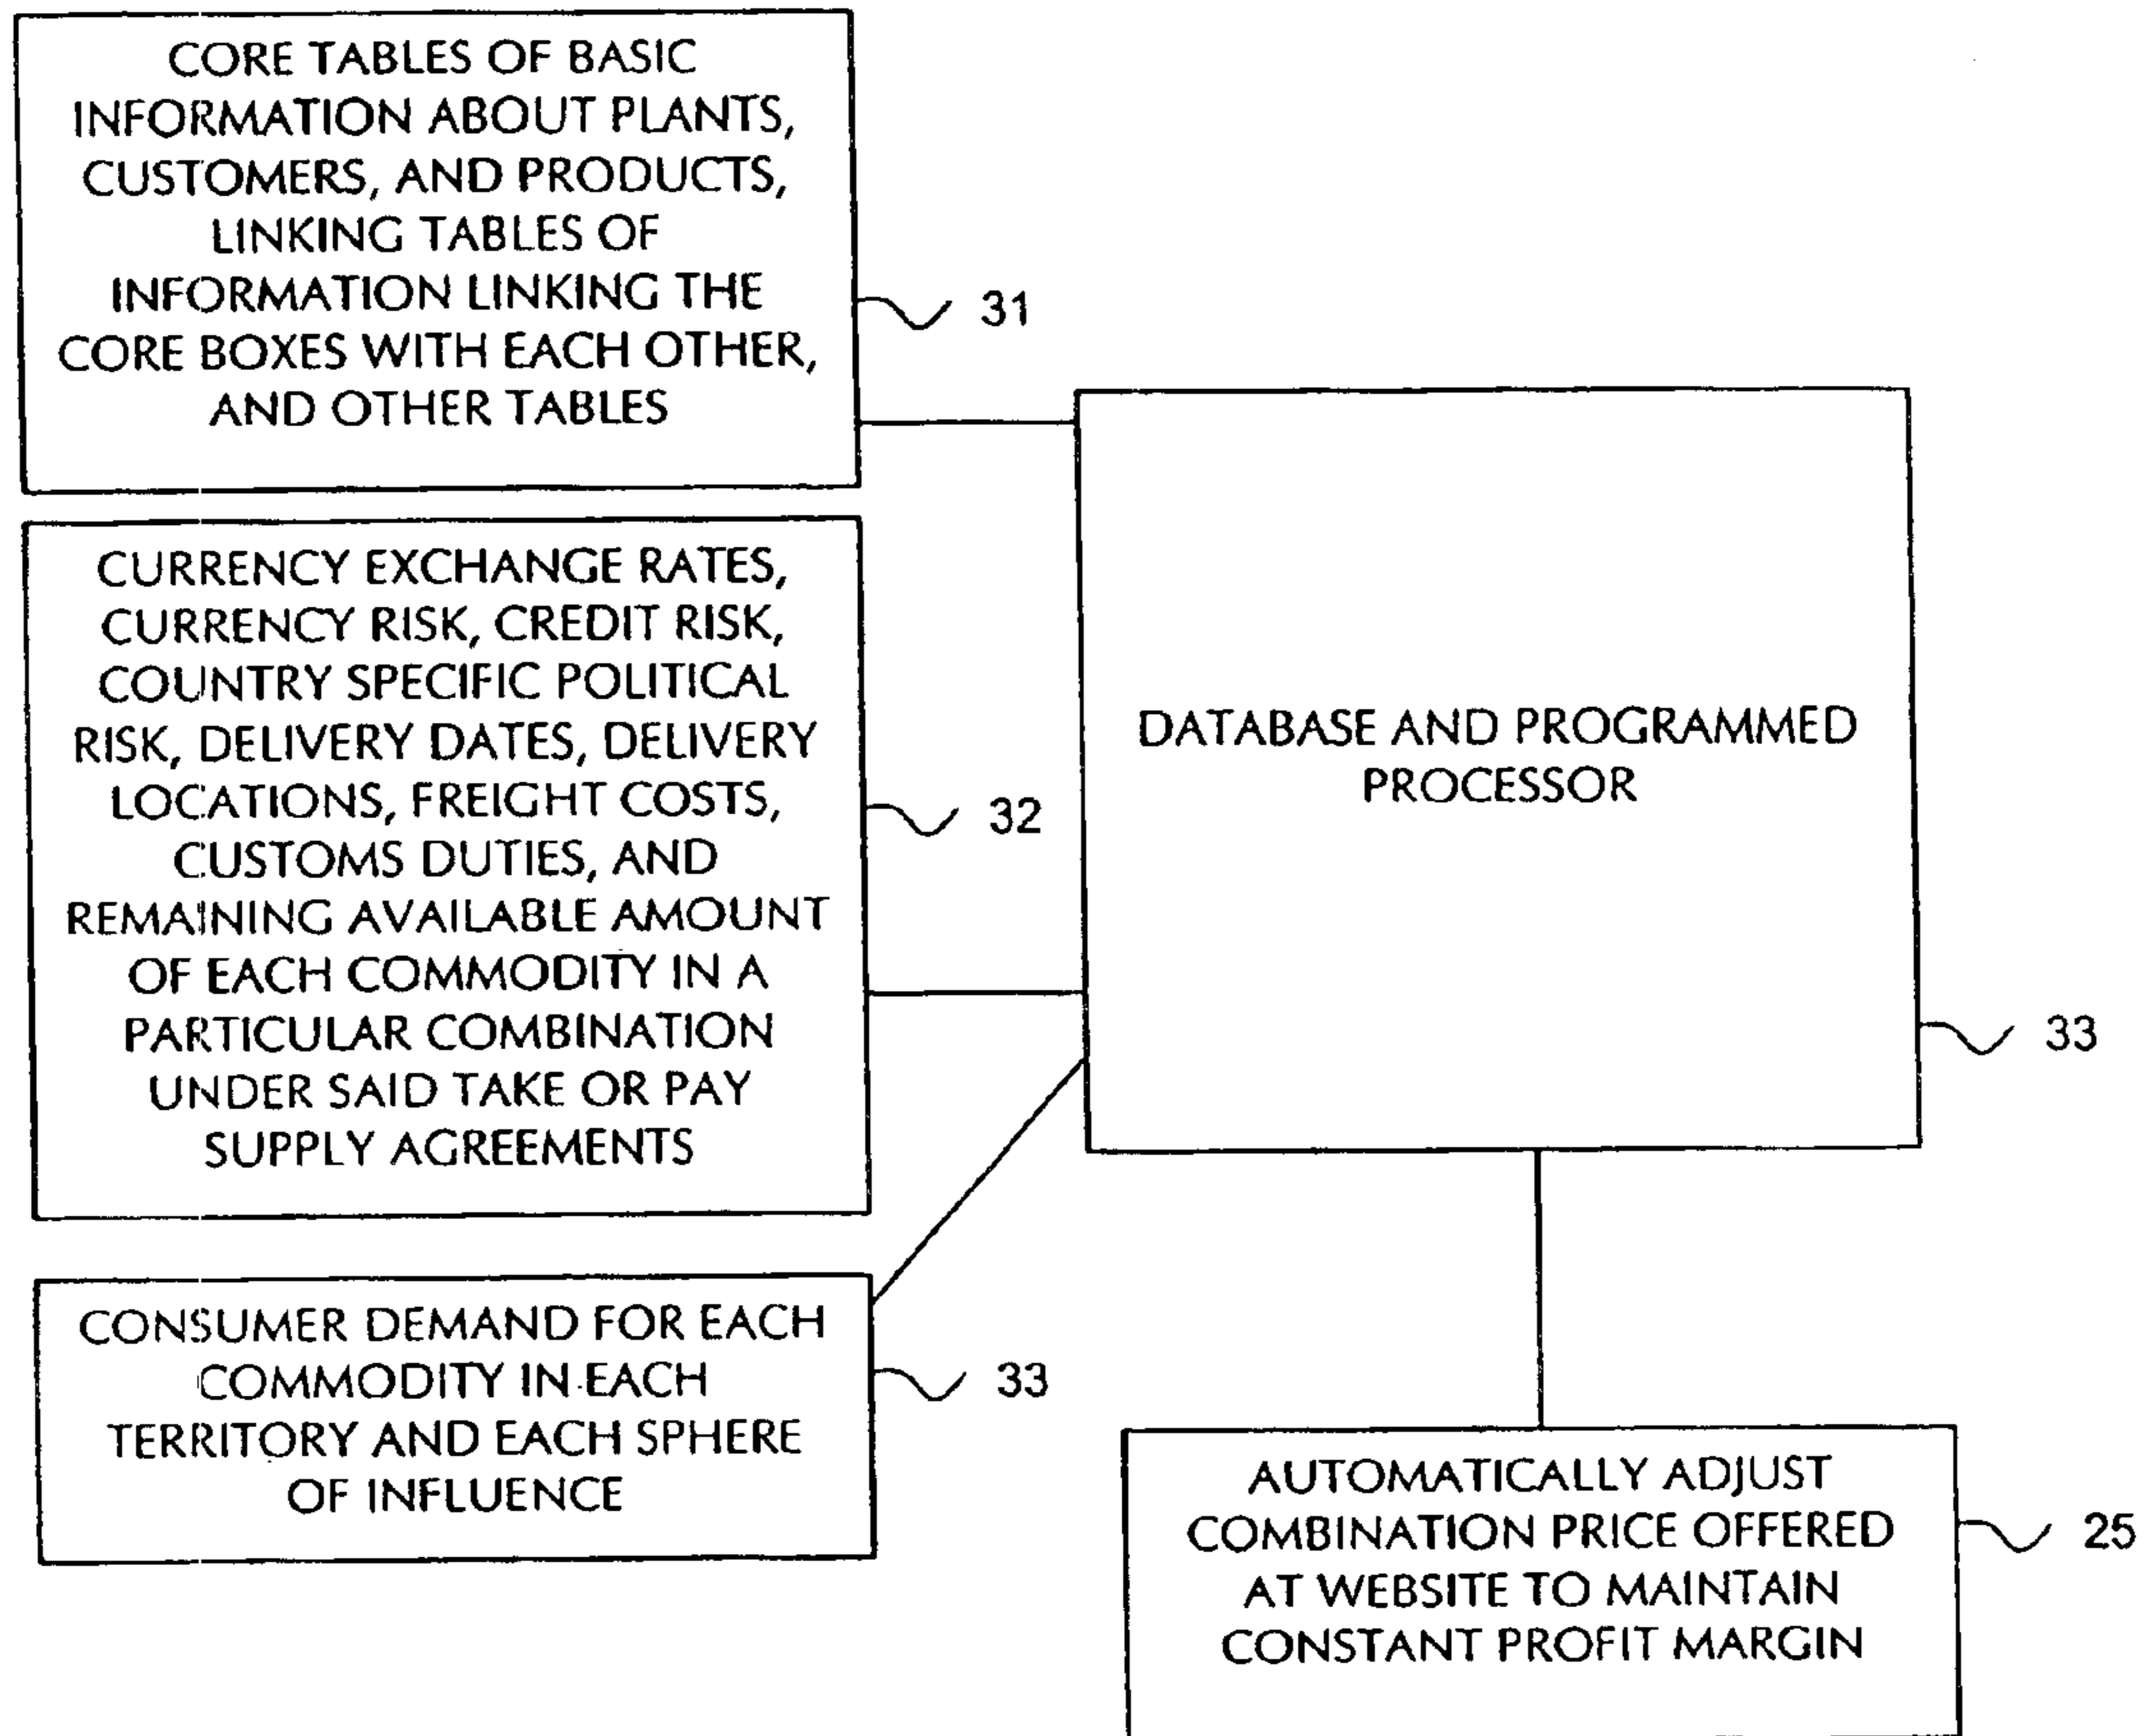 CORE TABLES OF BASIC
INFORMATION ABOUT PLANTS,
CUSTOMERS, AND PRODUCTS,
LINKING TABLES OF
INFORMATION LINKING THE
CORE BOXES WITH EACH OTHER,
AND OTHER TABLES
31
CURRENCY EXCHANGE RATES,
CURRENCY RISK, CREDIT RISK,
COUNTRY SPECIFIC POLITICAL
RISK, DELIVERY DATES, DELIVERY
LOCATIONS, FREIGHT COSTS,
CUSTOMS DUTIES, AND
REMAINING AVAILABLE AMOUNT
OF EACH COMMODITY IN A
PARTICULAR COMBINATION
UNDER SAID TAKE OR PAY
SUPPLY AGREEMENTS
32
DATABASE AND PROGRAMMED
PROCESSOR
33
CONSUMER DEMAND FOR EACH
COMMODITY IN EACH
TERRITORY AND EACH SPHERE
OF INFLUENCE
33
AUTOMATICALLY ADJUST
COMBINATION PRICE OFFERED
AT WEBSITE TO MAINTAIN
CONSTANT PROFIT MARGIN
25